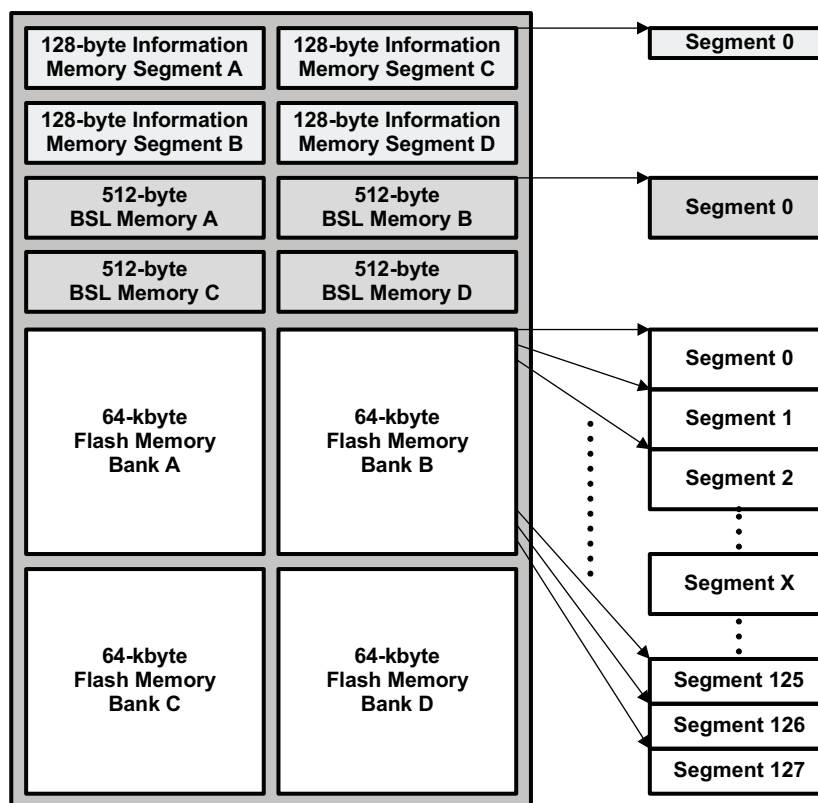 128-byte Information
Memory Segment A
128-byte Information
Memory Segment C
Segment 0
128-byte Information
Memory Segment B
128-byte Information
Memory Segment D
512-byte
BSL Memory A
512-byte
BSL Memory B
Segment 0
512-byte
BSL Memory C
512-byte
BSL Memory D
64-kbyte
Flash Memory
Bank A
64-kbyte
Flash Memory
Bank B
Segment 0
Segment 1
Segment 2
Segment X
64-kbyte
Flash Memory
Bank C
64-kbyte
Flash Memory
Bank D
Segment 125
Segment 126
Segment 127